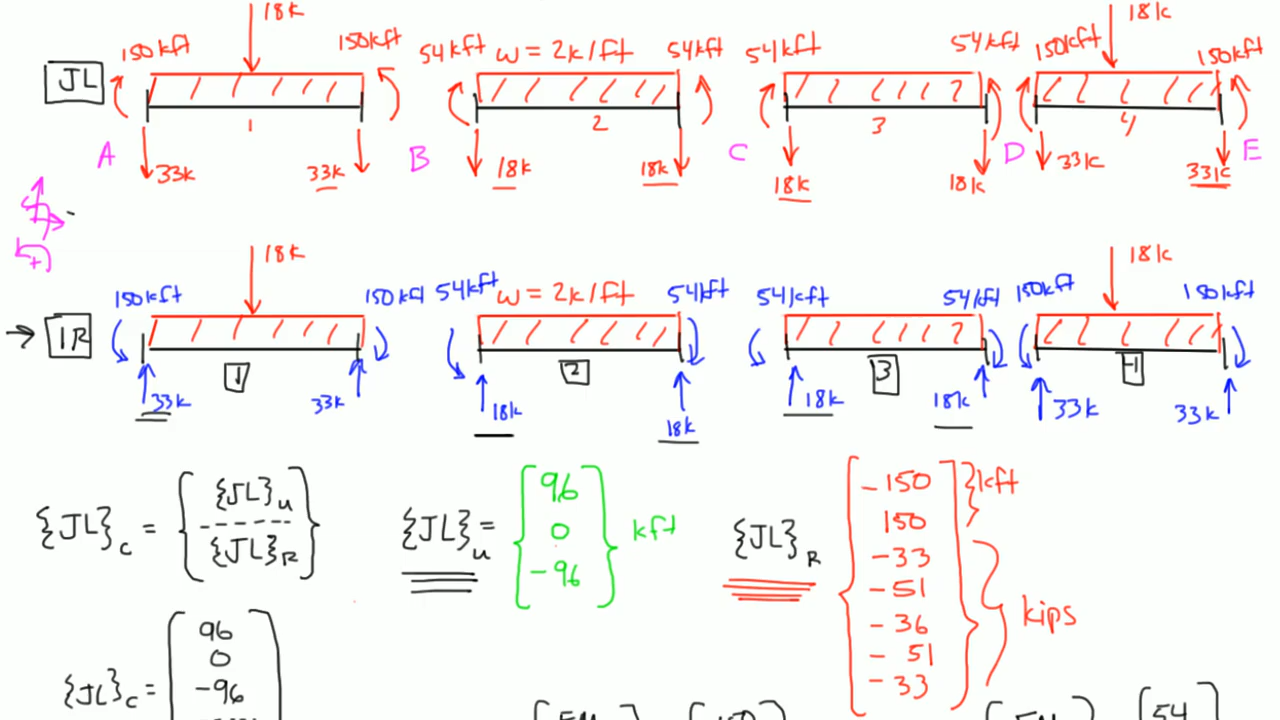 18k 18k
150kft 150kft 54kft w = 2k/ft 54kft 54kft 54kft 150kft 150kft
JL
1 2 3 4
A B C D E
33k 33k 18k 18k 18k 18k 33k 33k
+
18k 18k
150kft 150kft 54kft w = 2k/ft 54kft 54kft 54kft 150kft 150kft
→ IR
1 2 3 4
33k 33k 18k 18k 18k 18k 33k 33k
{JL}c = { {JL}u
{JL}R }
{JL}u = { 96
0
-96 } kft
{JL}R { -150
150 } kft
-33
-51
-36
-51
-33 } kips
{JL}c = [ 96
0
-96
54